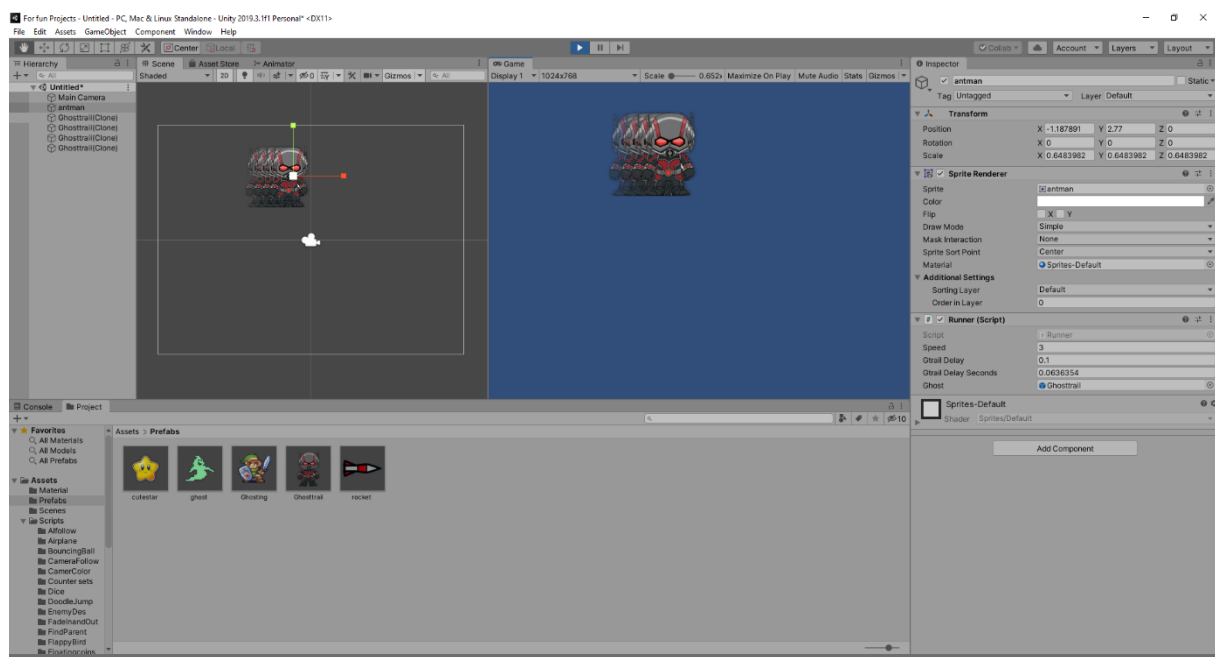 For fun Projects - Untitled - PC, Mac & Linux Standalone - Unity 2019.3.1f1 Personal* <DX11>
File Edit Assets GameObject Component Window Help
Center Local
Collab Account Layers Layout
Hierarchy
All
Untitled*
Main Camera
antman
Ghosttrail(Clone)
Ghosttrail(Clone)
Ghosttrail(Clone)
Ghosttrail(Clone)
Scene Asset Store Animator
Shaded 2D 0 Gizmos All
Game
Display 1 1024x768 Scale 0.652x Maximize On Play Mute Audio Stats Gizmos
Inspector
antman Static
Tag Untagged Layer Default
Transform
Position X -1.187891 Y 2.77 Z 0
Rotation X 0 Y 0 Z 0
Scale X 0.6483982 Y 0.6483982 Z 0.6483982
Sprite Renderer
Sprite antman
Color
Flip X Y
Draw Mode Simple
Mask Interaction None
Sprite Sort Point Center
Material Sprites-Default
Additional Settings
Sorting Layer Default
Order in Layer 0
Runner (Script)
Script Runner
Speed 3
Gtrail Delay 0.1
Gtrail Delay Seconds 0.0636354
Ghost Ghosttrail
Sprites-Default
Shader Sprites/Default
Add Component
Console Project
10
Favorites
All Materials
All Models
All Prefabs
Assets
Material
Prefabs
Scenes
Scripts
AIfollow
Airplane
BouncingBall
CameraFollow
CamerColor
Counter sets
Dice
DoodleJump
EnemyDes
FadeInandOut
FindParent
FlappyBird
Floatingcoins
Assets > Prefabs
cutestar ghost Ghosting Ghosttrail rocket